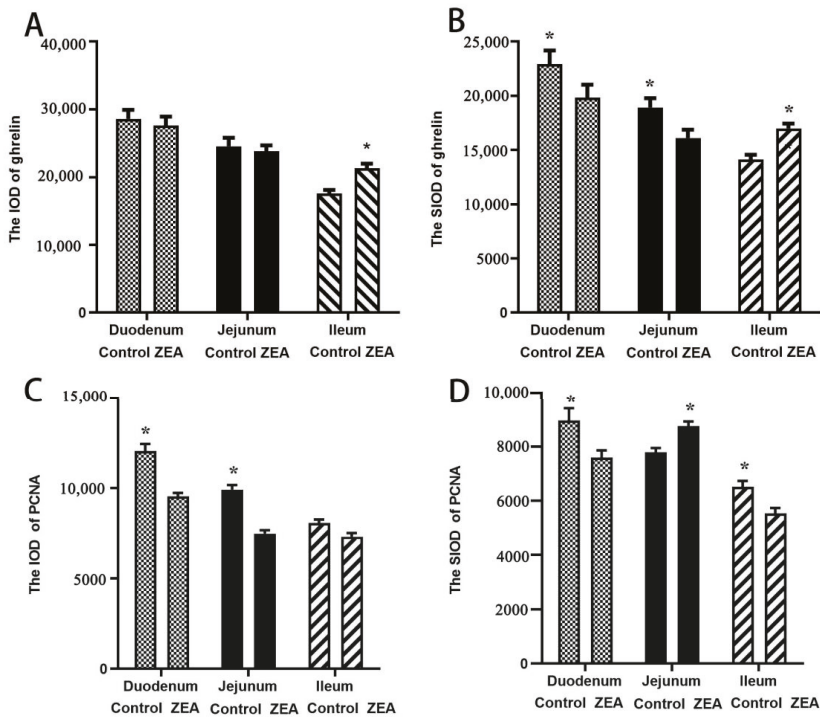 A
The IOD of ghrelin
40,000
30,000
20,000
10,000
0
*
Duodenum Jejunum Ileum
Control ZEA Control ZEA Control ZEA
B
The SIOD of ghrelin
25,000
20,000
15,000
10,000
5000
0
*
*
*
Duodenum Jejunum Ileum
Control ZEA Control ZEA Control ZEA
C
The IOD of PCNA
15,000
10,000
5000
0
*
*
Duodenum Jejunum Ileum
Control ZEA Control ZEA Control ZEA
D
The SIOD of PCNA
10,000
8000
6000
4000
2000
0
*
*
*
Duodenum Jejunum Ileum
Control ZEA Control ZEA Control ZEA